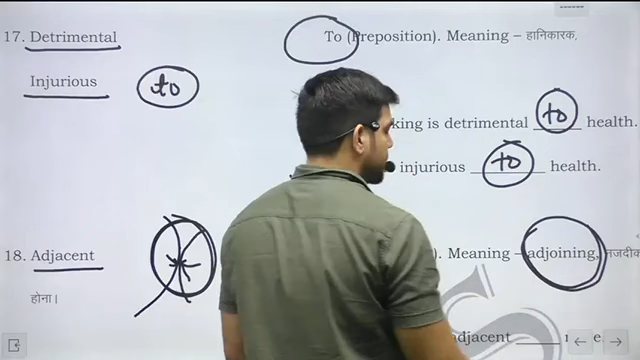 17. Detrimental To (Preposition). Meaning – हानिकारक.
Injurious to
king is detrimental to health.
injurious to health.
18. Adjacent ). Meaning – adjoining, नजदीक
होना।
adjacent